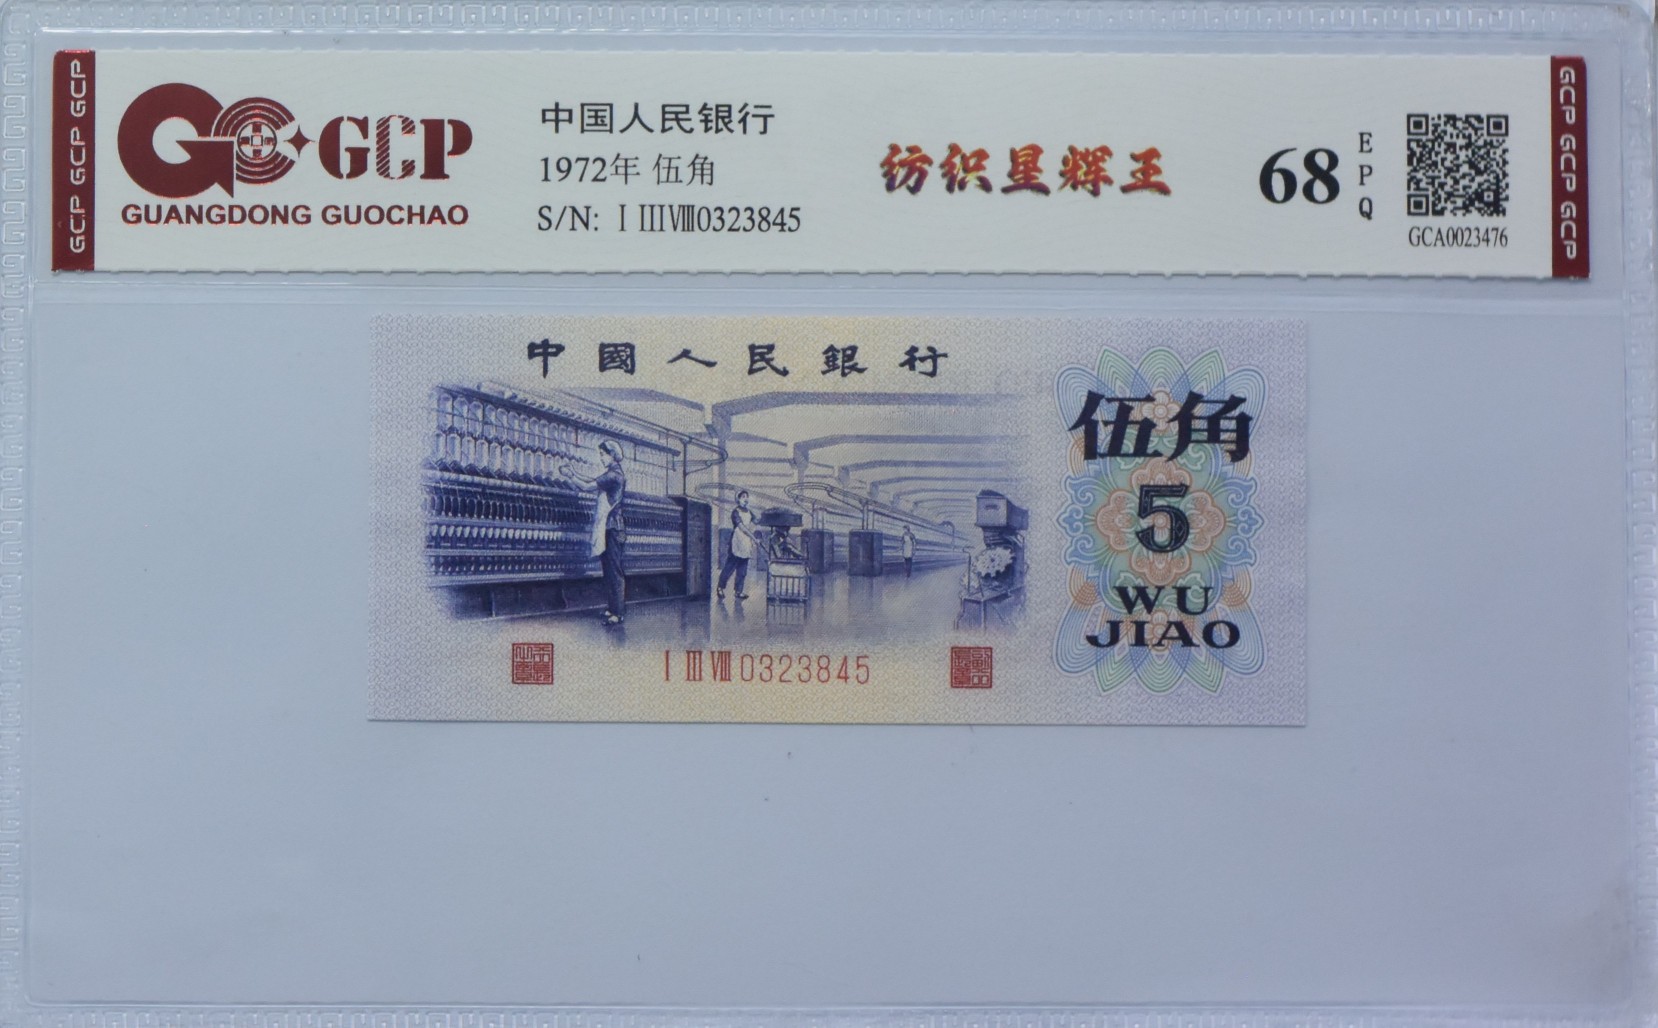 GCP GCP GCP
GCP
GUANGDONG GUOCHAO
中国人民银行
1972年 伍角
S/N: Ⅰ Ⅲ Ⅷ0323845
纺织星辉王
68
EPQ
GCA0023476
GCP GCP GCP GCP
中國人民銀行
伍角
5
WU
JIAO
Ⅰ Ⅲ Ⅷ 0323845